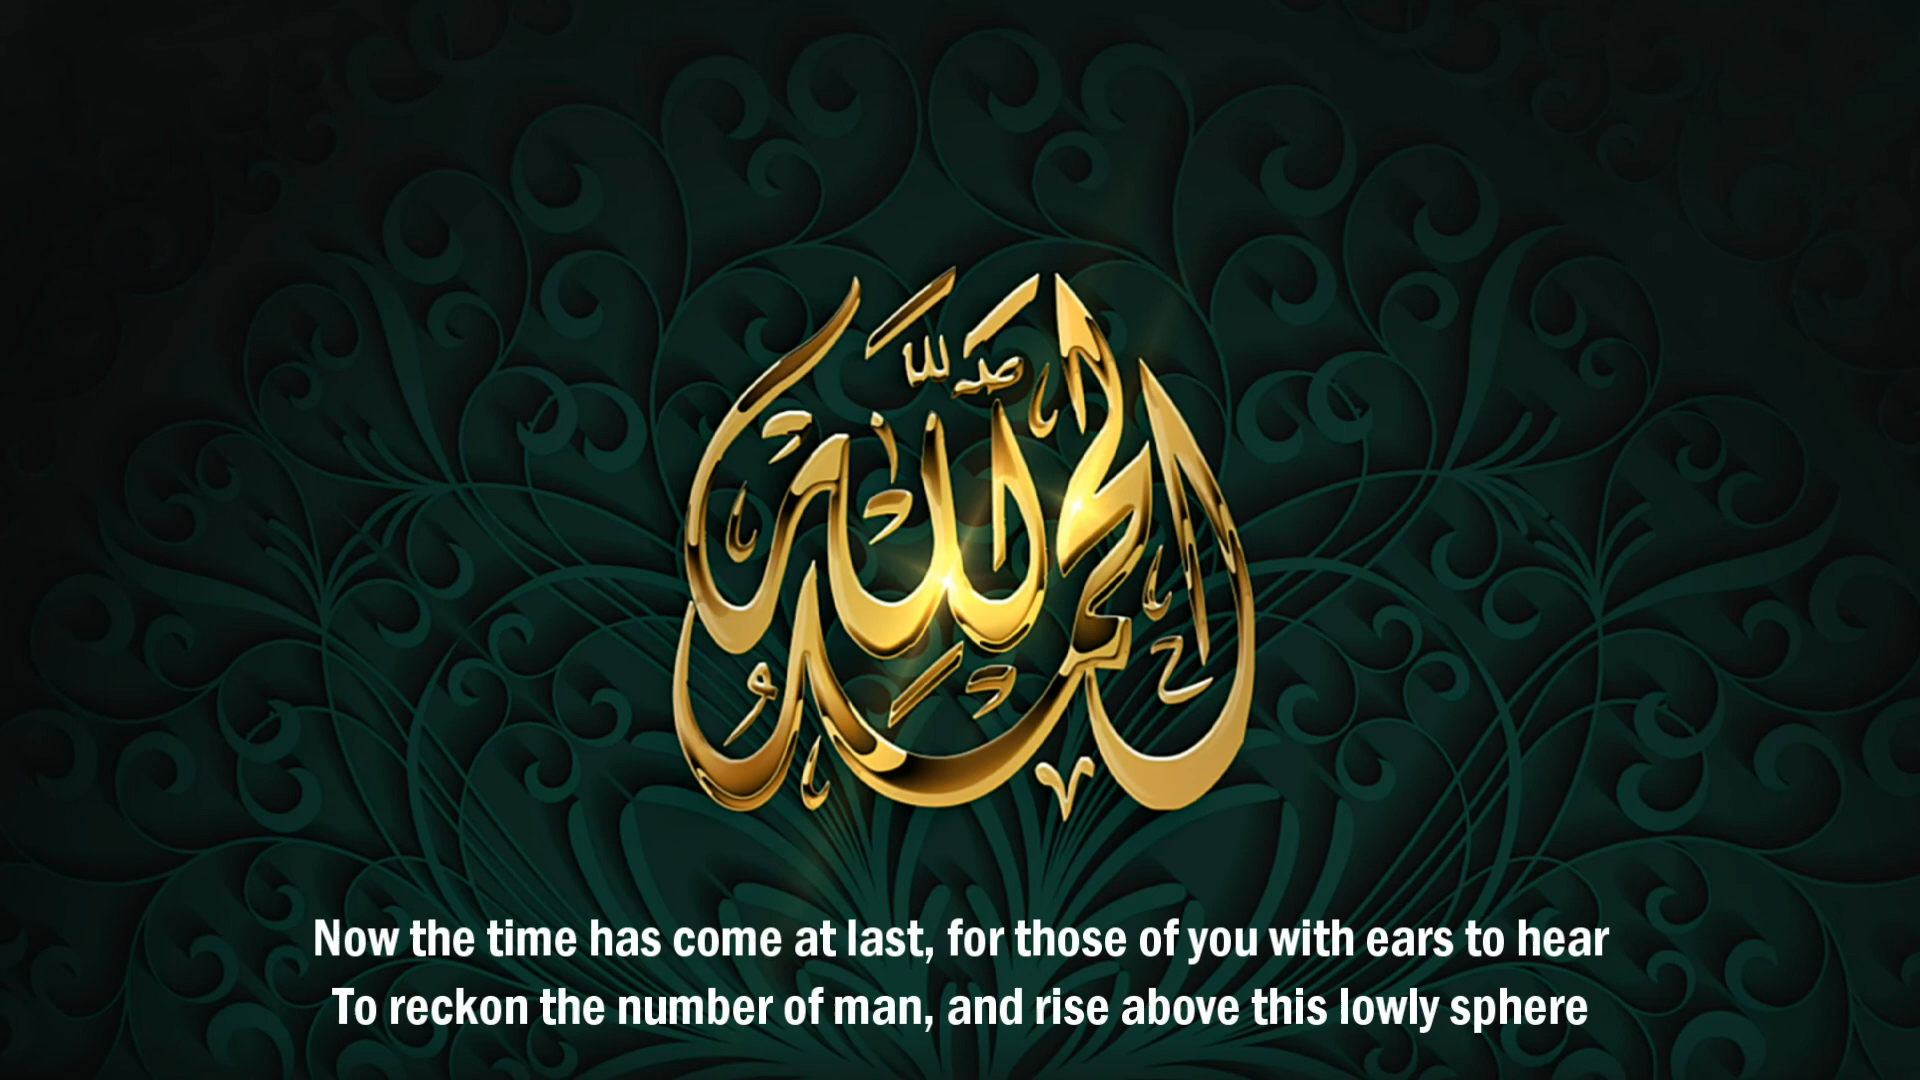 الحمد لله
Now the time has come at last, for those of you with ears to hear
To reckon the number of man, and rise above this lowly sphere